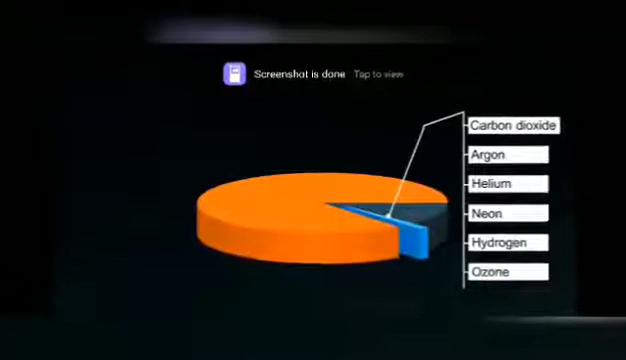 Screenshot is done Tap to view
Carbon dioxide
Argon
Helium
Neon
Hydrogen
Ozone